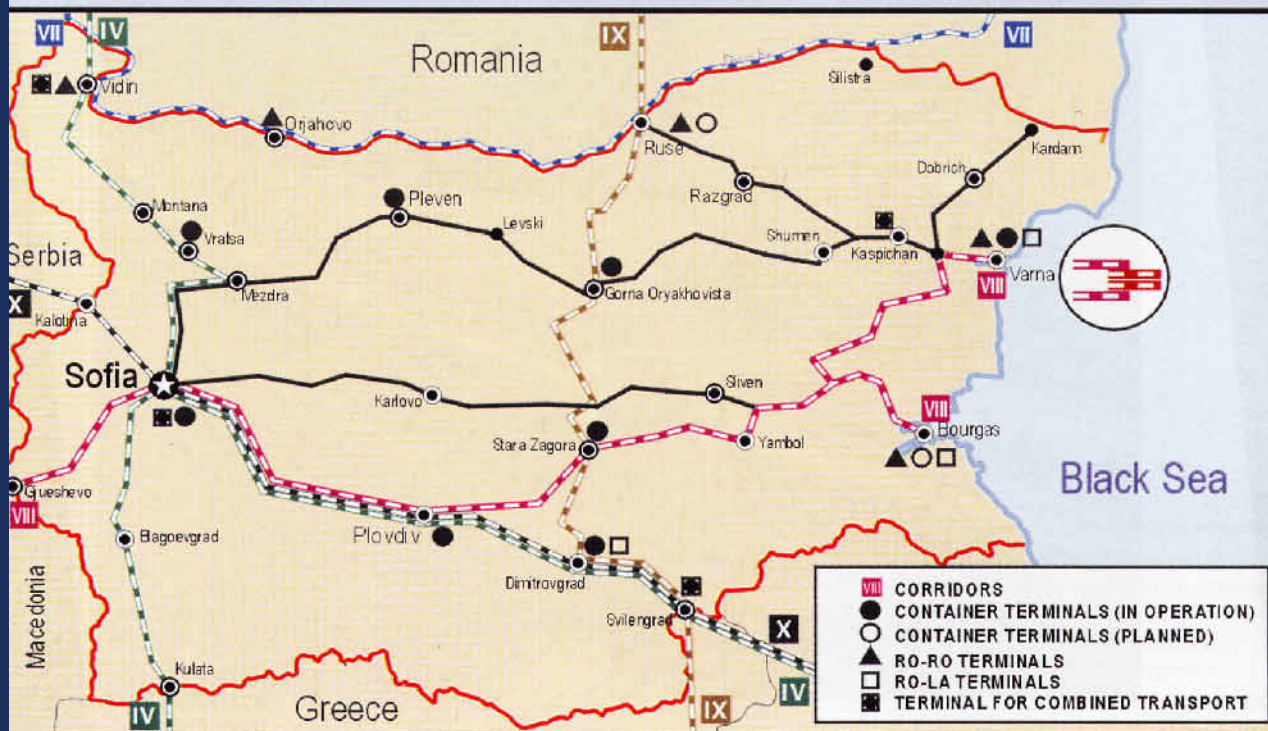 VII
IV
IX
VII
Romania
Vidin
Orjahovo
Silistra
Ruse
Kardam
Dobrich
Razgrad
Montana
Pleven
Levski
Vratsa
Shumen
Kaspichan
Varna
Serbia
Mezdra
Gorna Oryakhovista
VIII
X
Kalotina
Sofia
Karlovo
Sliven
VIII
Bourgas
Stara Zagora
Yambol
Black Sea
Gjueshevo
VIII
Plovdiv
Blagoevgrad
Dimitrovgrad
Svilengrad
X
Macedonia
Kulata
IV
Greece
IX
IV
VIII CORRIDORS
CONTAINER TERMINALS (IN OPERATION)
CONTAINER TERMINALS (PLANNED)
RO-RO TERMINALS
RO-LA TERMINALS
TERMINAL FOR COMBINED TRANSPORT